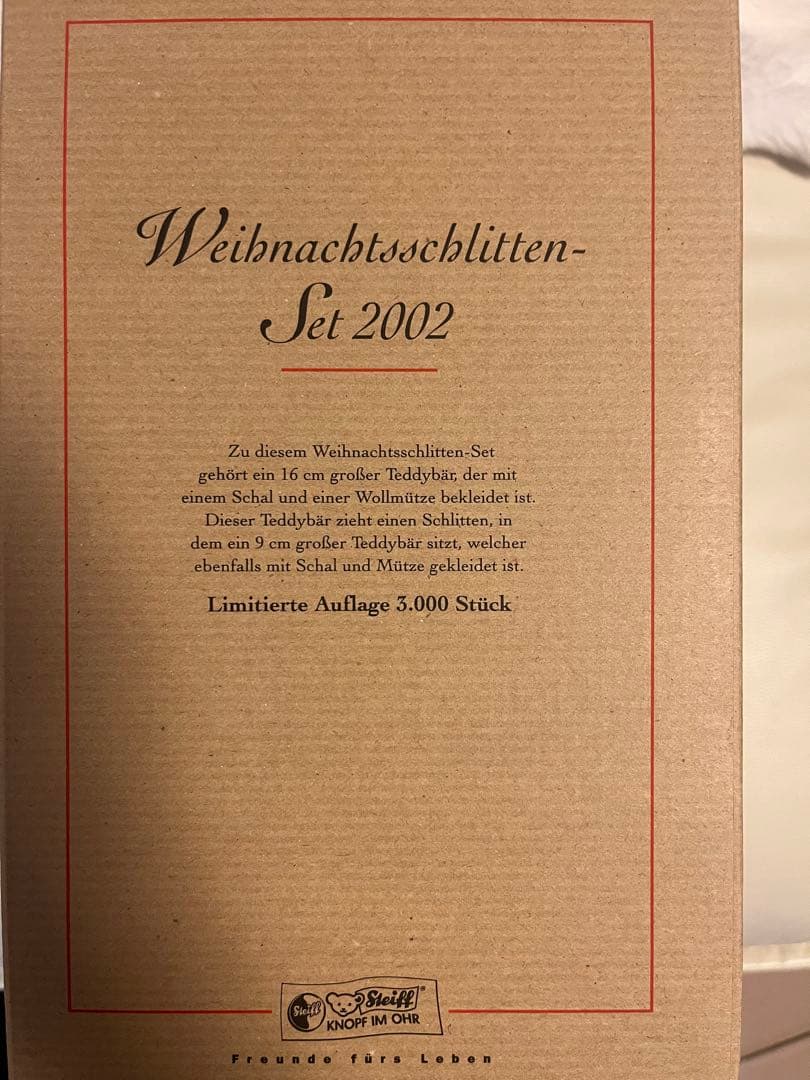 Weihnachtsschlitten-
Set 2002
Zu diesem Weihnachtsschlitten-Set
gehört ein 16 cm großer Teddybär, der mit
einem Schal und einer Wollmütze bekleidet ist.
Dieser Teddybär zieht einen Schlitten, in
dem ein 9 cm großer Teddybär sitzt, welcher
ebenfalls mit Schal und Mütze gekleidet ist.
Limitierte Auflage 3.000 Stück
Steiff Steiff®
KNOPF IM OHR
Freunde fürs Leben